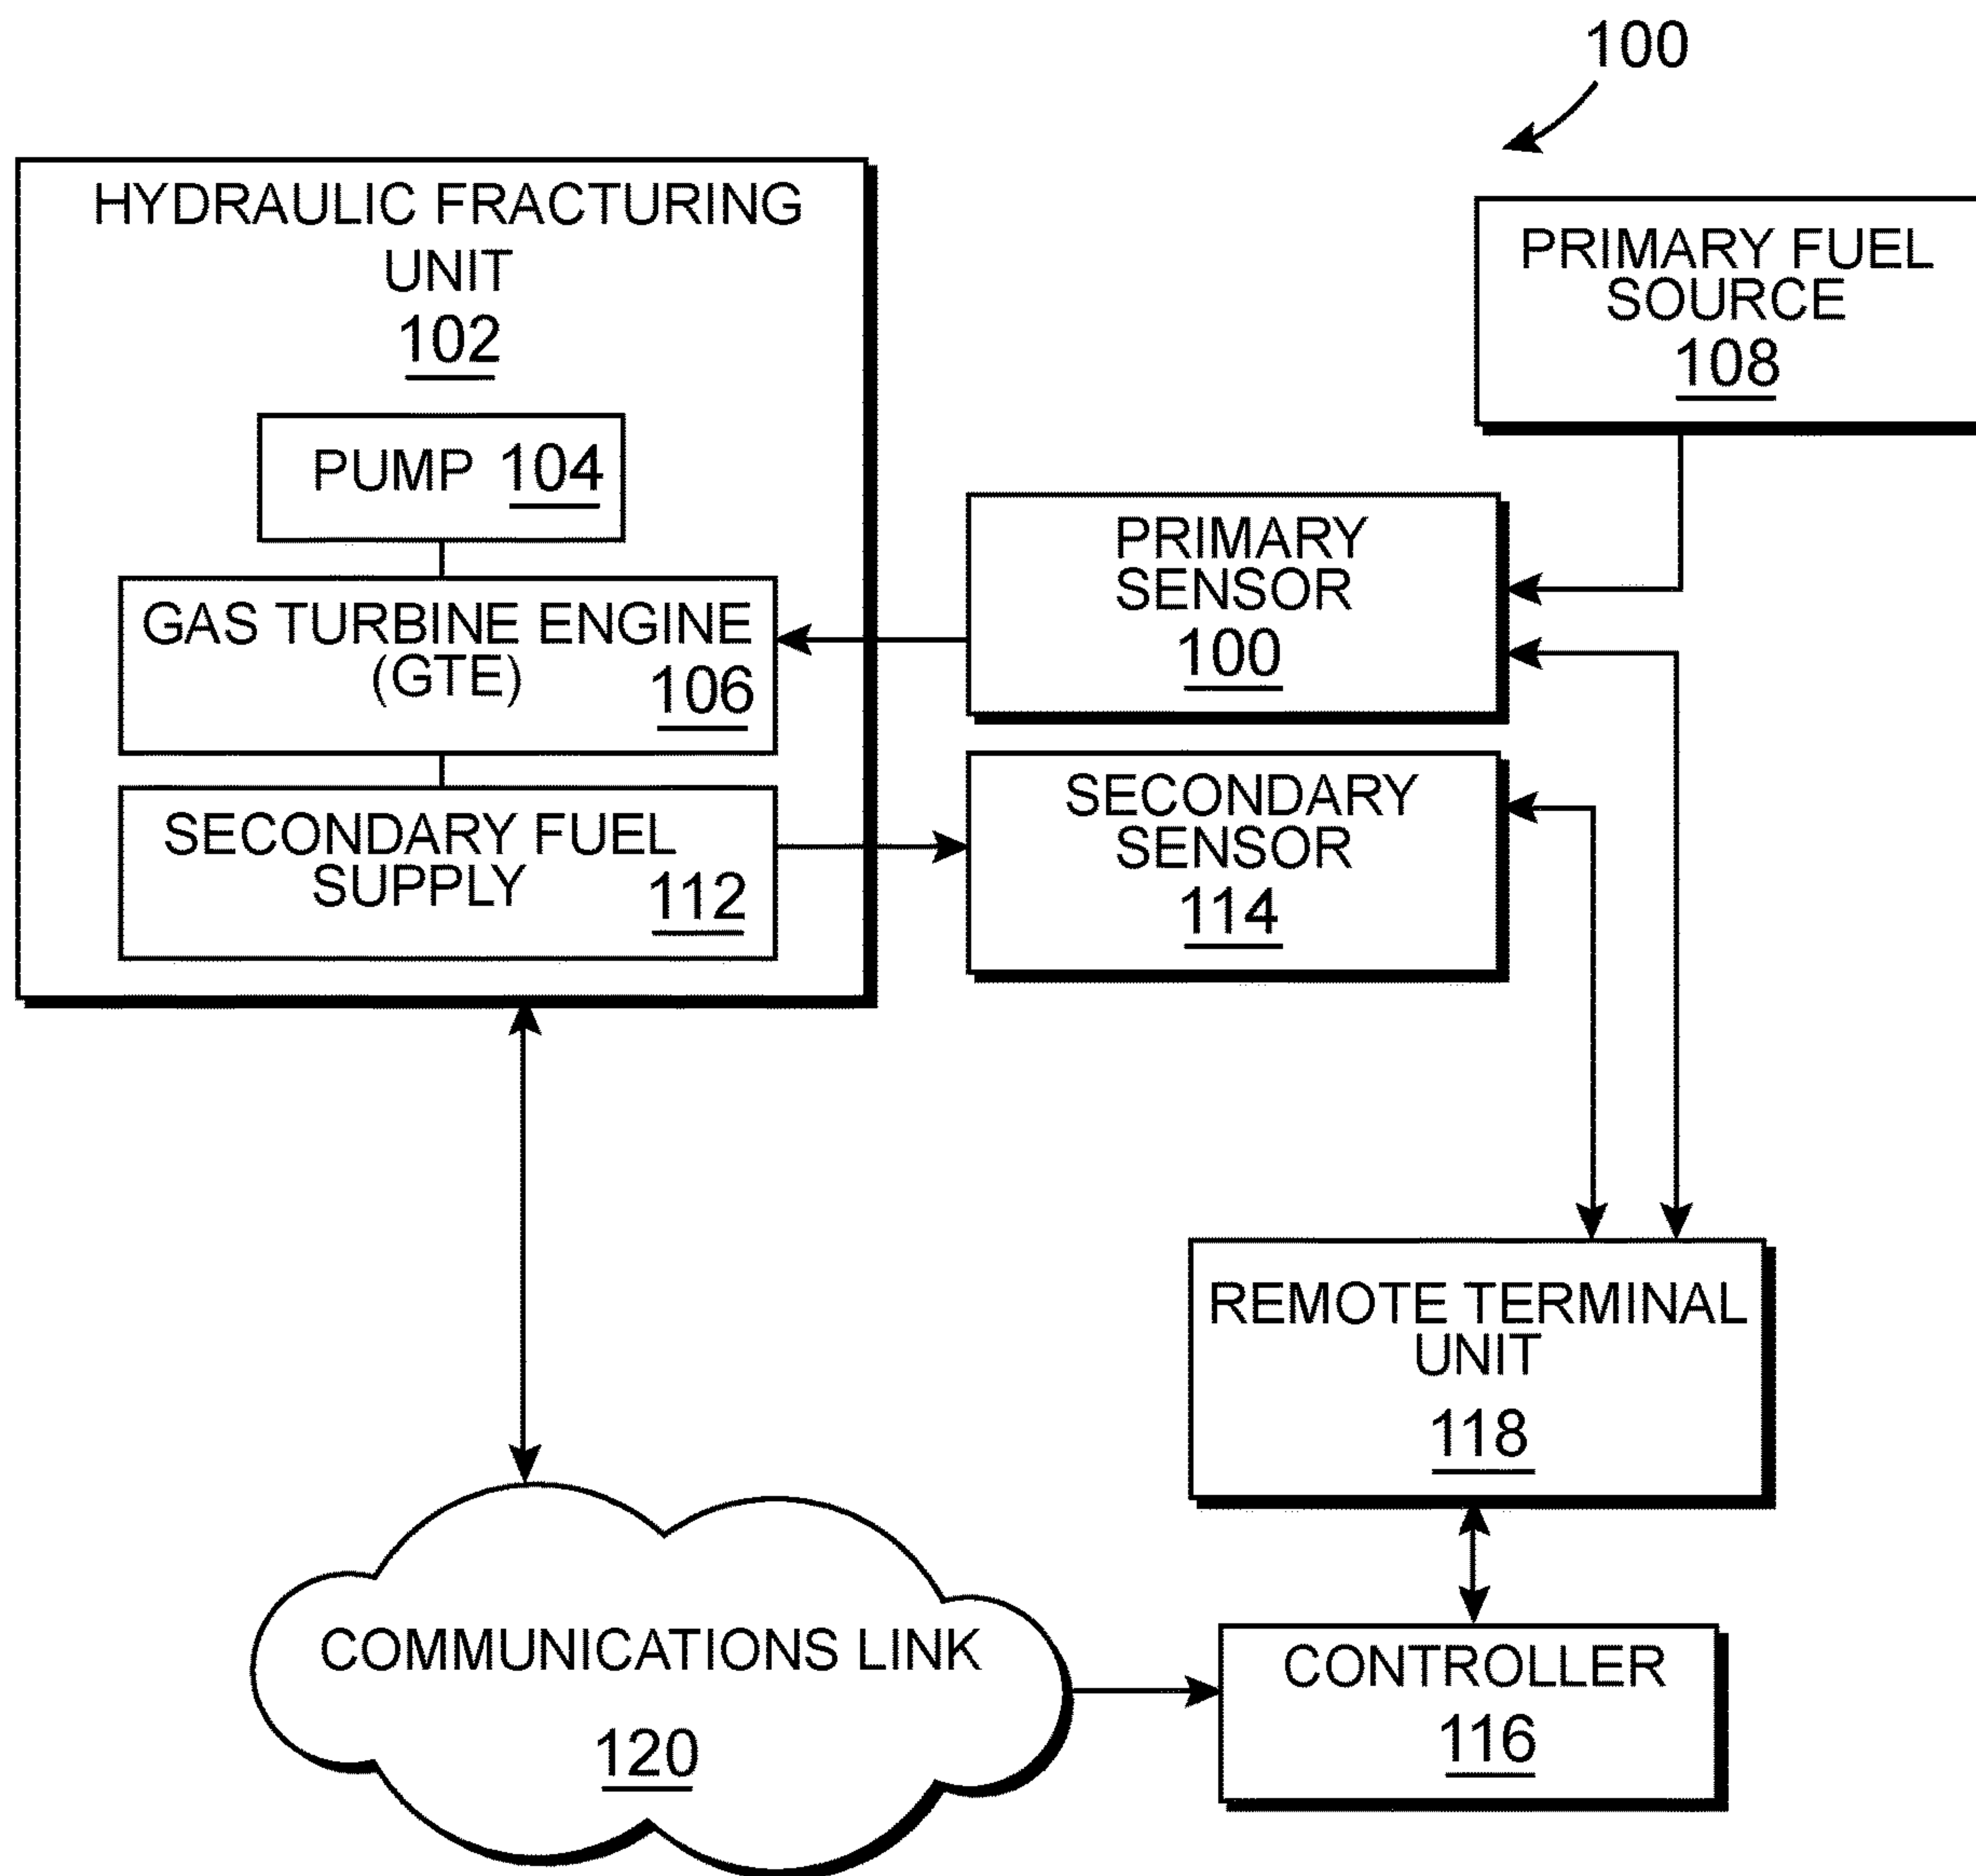 100
HYDRAULIC FRACTURING
UNIT
102
PUMP 104
GAS TURBINE ENGINE
(GTE) 106
SECONDARY FUEL
SUPPLY 112
PRIMARY FUEL
SOURCE
108
PRIMARY
SENSOR
100
SECONDARY
SENSOR
114
REMOTE TERMINAL
UNIT
118
COMMUNICATIONS LINK
120
CONTROLLER
116